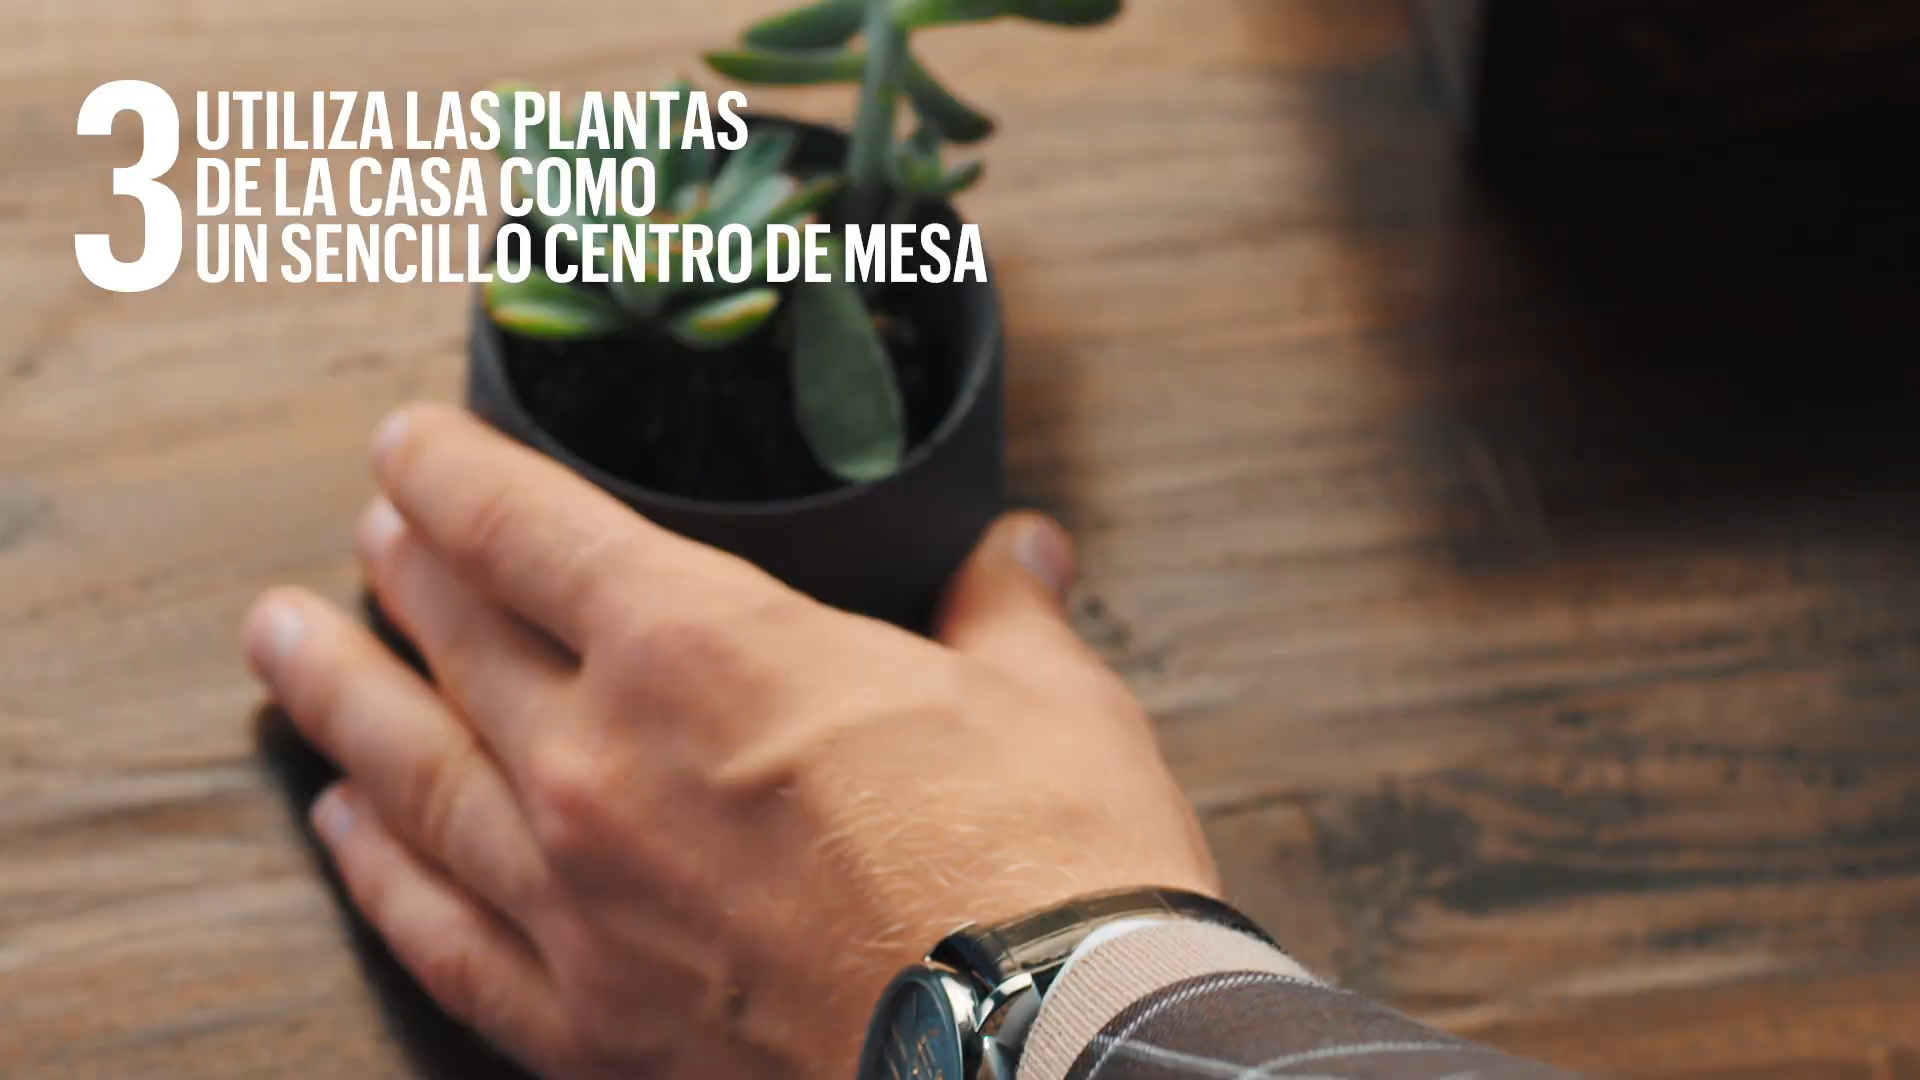 3 UTILIZA LAS PLANTAS
DE LA CASA COMO
UN SENCILLO CENTRO DE MESA